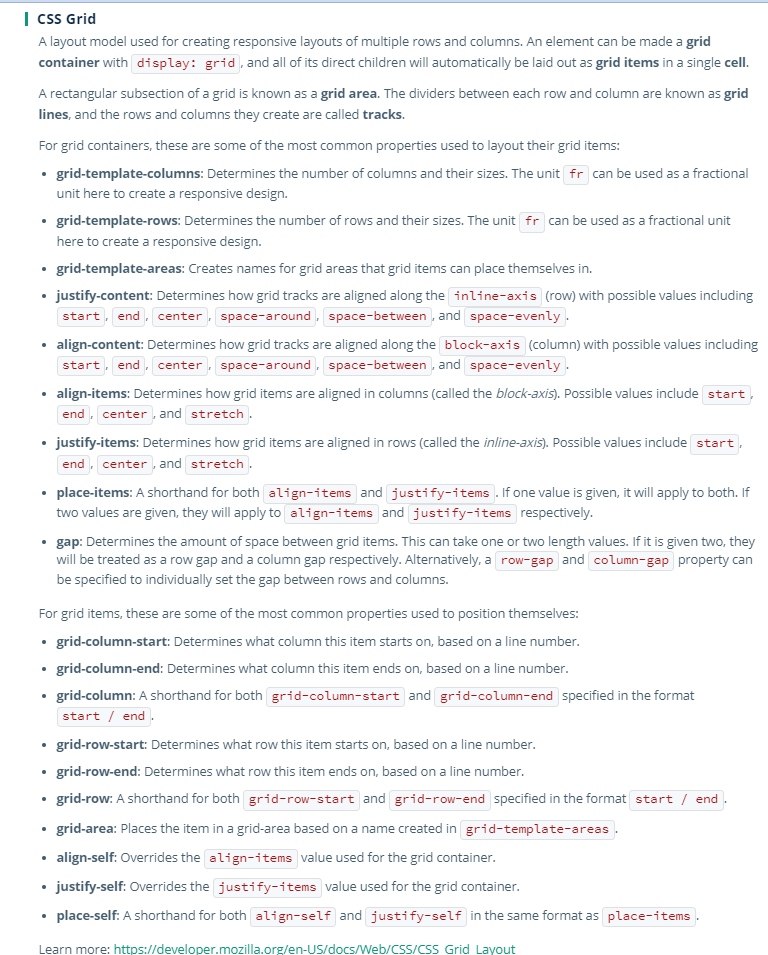 CSS Grid
A layout model used for creating responsive layouts of multiple rows and columns. An element can be made a grid
container with display: grid, and all of its direct children will automatically be laid out as grid items in a single cell.
A rectangular subsection of a grid is known as a grid area. The dividers between each row and column are known as grid
lines, and the rows and columns they create are called tracks.
For grid containers, these are some of the most common properties used to layout their grid items:
• grid-template-columns: Determines the number of columns and their sizes. The unit fr can be used as a fractional
unit here to create a responsive design.
• grid-template-rows: Determines the number of rows and their sizes. The unit fr can be used as a fractional unit
here to create a responsive design.
• grid-template-areas: Creates names for grid areas that grid items can place themselves in.
• justify-content: Determines how grid tracks are aligned along the inline-axis (row) with possible values including
start, end, center, space-around, space-between, and space-evenly.
• align-content: Determines how grid tracks are aligned along the block-axis (column) with possible values including
start, end, center, space-around, space-between, and space-evenly.
• align-items: Determines how grid items are aligned in columns (called the block-axis). Possible values include start,
end, center, and stretch.
• justify-items: Determines how grid items are aligned in rows (called the inline-axis). Possible values include start,
end, center, and stretch.
• place-items: A shorthand for both align-items and justify-items. If one value is given, it will apply to both. If
two values are given, they will apply to align-items and justify-items respectively.
• gap: Determines the amount of space between grid items. This can take one or two length values. If it is given two, they
will be treated as a row gap and a column gap respectively. Alternatively, a row-gap and column-gap property can
be specified to individually set the gap between rows and columns.
For grid items, these are some of the most common properties used to position themselves:
• grid-column-start: Determines what column this item starts on, based on a line number.
• grid-column-end: Determines what column this item ends on, based on a line number.
• grid-column: A shorthand for both grid-column-start and grid-column-end specified in the format
start / end.
• grid-row-start: Determines what row this item starts on, based on a line number.
• grid-row-end: Determines what row this item ends on, based on a line number.
• grid-row: A shorthand for both grid-row-start and grid-row-end specified in the format start / end.
• grid-area: Places the item in a grid-area based on a name created in grid-template-areas.
• align-self: Overrides the align-items value used for the grid container.
• justify-self: Overrides the justify-items value used for the grid container.
• place-self: A shorthand for both align-self and justify-self in the same format as place-items.
Learn more: https://developer.mozilla.org/en-US/docs/Web/CSS/CSS_Grid_Layout